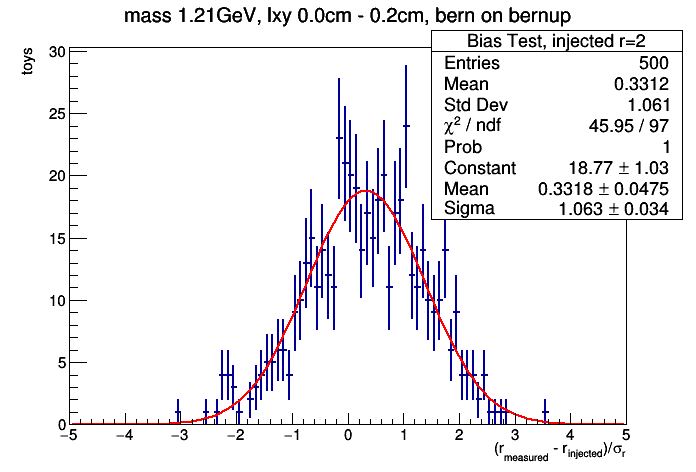 mass 1.21GeV, lxy 0.0cm - 0.2cm, bern on bernup
Bias Test, injected r=2
Entries 500
Mean 0.3312
Std Dev 1.061
χ² / ndf 45.95 / 97
Prob 1
Constant 18.77 ± 1.03
Mean 0.3318 ± 0.0475
Sigma 1.063 ± 0.034
toys
30
25
20
15
10
5
0
−5 −4 −3 −2 −1 0 1 2 3 4 5
(r_measured - r_injected)/σ_r